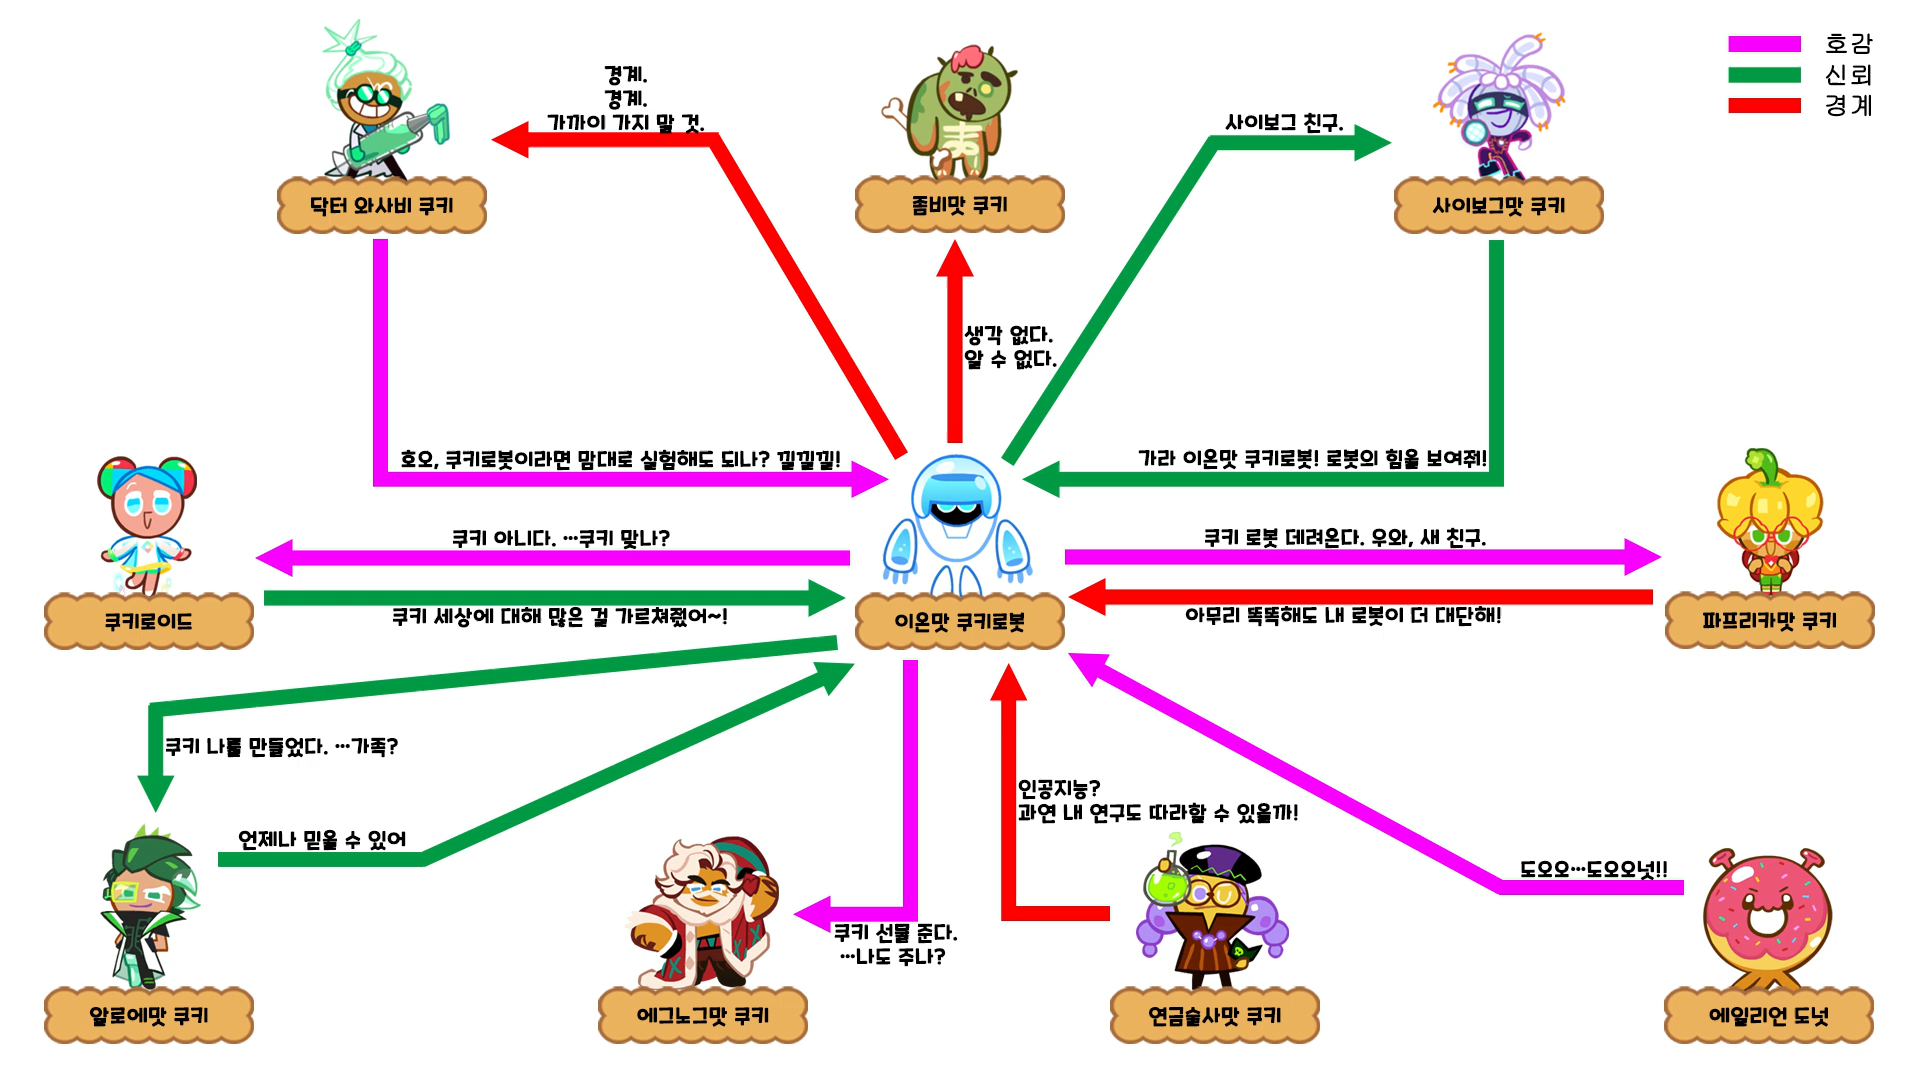 호감
신뢰
경계
경계.
경계.
가까이 가지 말 것.
사이보그 친구.
닥터 와사비 쿠키
좀비맛 쿠키
사이보그맛 쿠키
생각 없다.
알 수 없다.
호오, 쿠키로봇이라면 맘대로 실험해도 되나? 낄낄낄!
가라 이온맛 쿠키로봇! 로봇의 힘을 보여줘!
쿠키 아니다. …쿠키 맞나?
쿠키 로봇 데려온다. 우와, 새 친구.
쿠키 세상에 대해 많은 걸 가르쳐줬어~!
아무리 똑똑해도 내 로봇이 더 대단해!
쿠키로이드
이온맛 쿠키로봇
파프리카맛 쿠키
쿠키 나를 만들었다. …가족?
언제나 믿을 수 있어
인공지능?
과연 내 연구도 따라할 수 있을까!
도오오…도오오넛!!
쿠키 선물 준다.
…나도 주나?
알로에맛 쿠키
에그노그맛 쿠키
연금술사맛 쿠키
에일리언 도넛